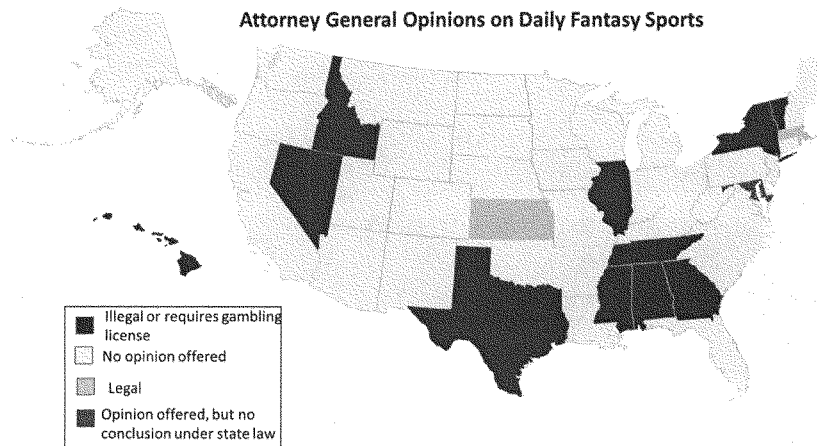 Attorney General Opinions on Daily Fantasy Sports
Illegal or requires gambling
license
No opinion offered
Legal
Opinion offered, but no
conclusion under state law